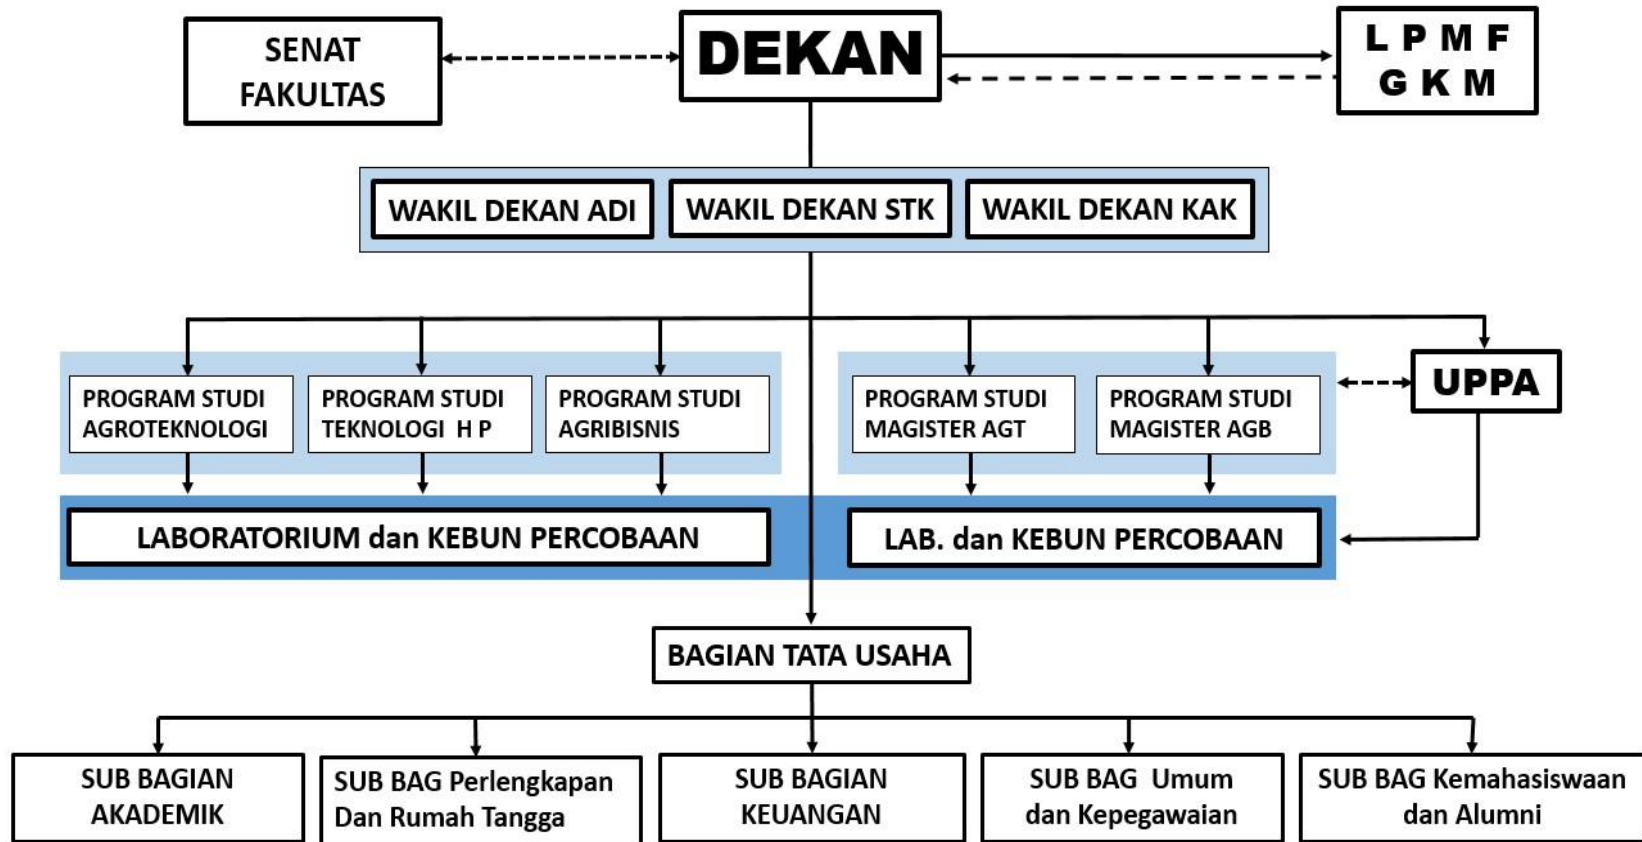 SENAT
FAKULTAS
DEKAN
L P M F
G K M
WAKIL DEKAN ADI
WAKIL DEKAN STK
WAKIL DEKAN KAK
PROGRAM STUDI
AGROTEKNOLOGI
PROGRAM STUDI
TEKNOLOGI H P
PROGRAM STUDI
AGRIBISNIS
PROGRAM STUDI
MAGISTER AGT
PROGRAM STUDI
MAGISTER AGB
UPPA
LABORATORIUM dan KEBUN PERCOBAAN
LAB. dan KEBUN PERCOBAAN
BAGIAN TATA USAHA
SUB BAGIAN
AKADEMIK
SUB BAG Perlengkapan
Dan Rumah Tangga
SUB BAGIAN
KEUANGAN
SUB BAG Umum
dan Kepegawaian
SUB BAG Kemahasiswaan
dan Alumni